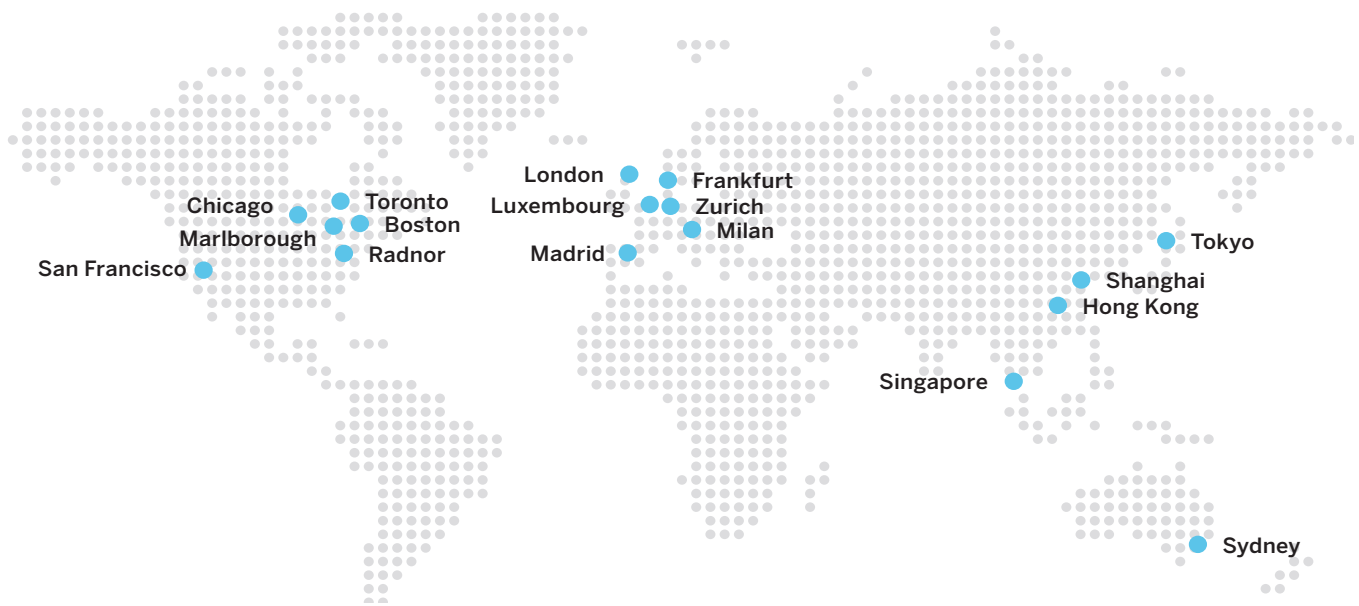 London
Frankfurt
Chicago
Toronto
Luxembourg
Zurich
Marlborough
Boston
Milan
San Francisco
Radnor
Madrid
Tokyo
Shanghai
Hong Kong
Singapore
Sydney